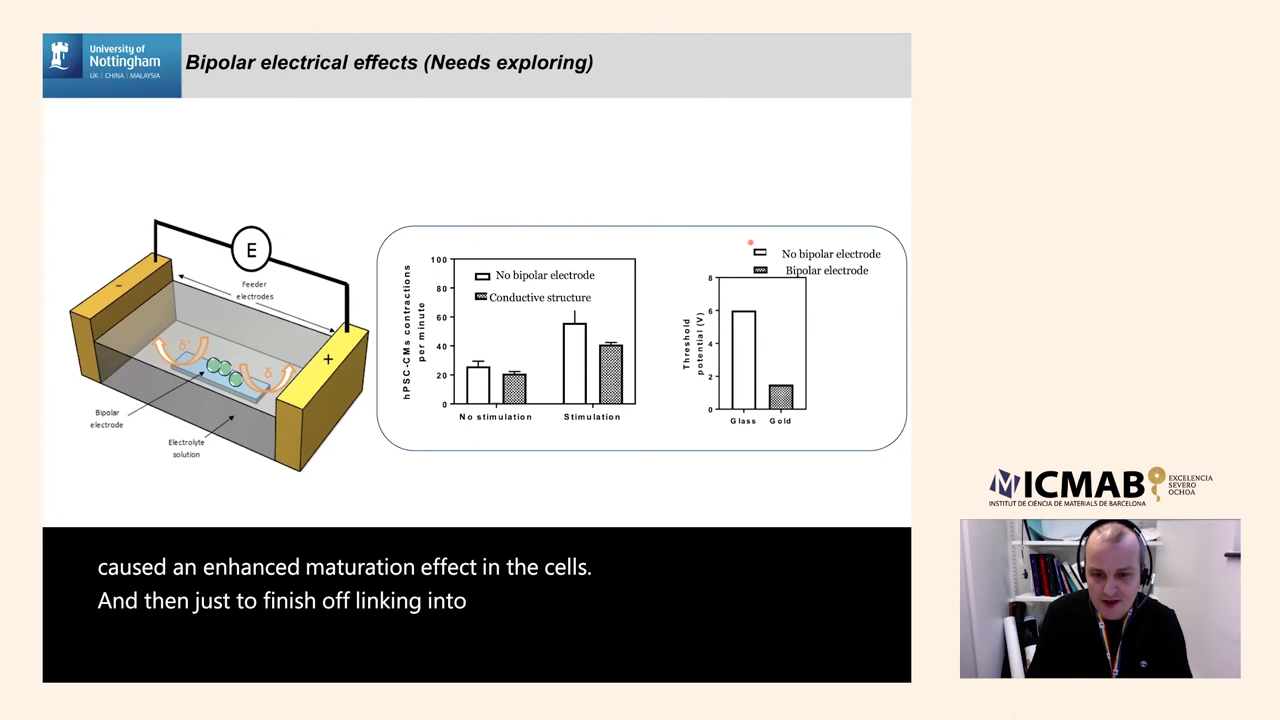 University of
Nottingham
UK | CHINA | MALAYSIA
Bipolar electrical effects (Needs exploring)
E
-
+
Feeder
electrodes
δ⁻
δ
Bipolar
electrode
Electrolyte
solution
hPSC-CMs contractions
per minute
100
80
60
40
20
0
No bipolar electrode
Conductive structure
No stimulation
Stimulation
No bipolar electrode
Bipolar electrode
Threshold
potential (V)
8
6
4
2
0
Glass
Gold
caused an enhanced maturation effect in the cells.
And then just to finish off linking into
ICMAB
INSTITUT DE CIÈNCIA DE MATERIALS DE BARCELONA
EXCELENCIA
SEVERO
OCHOA